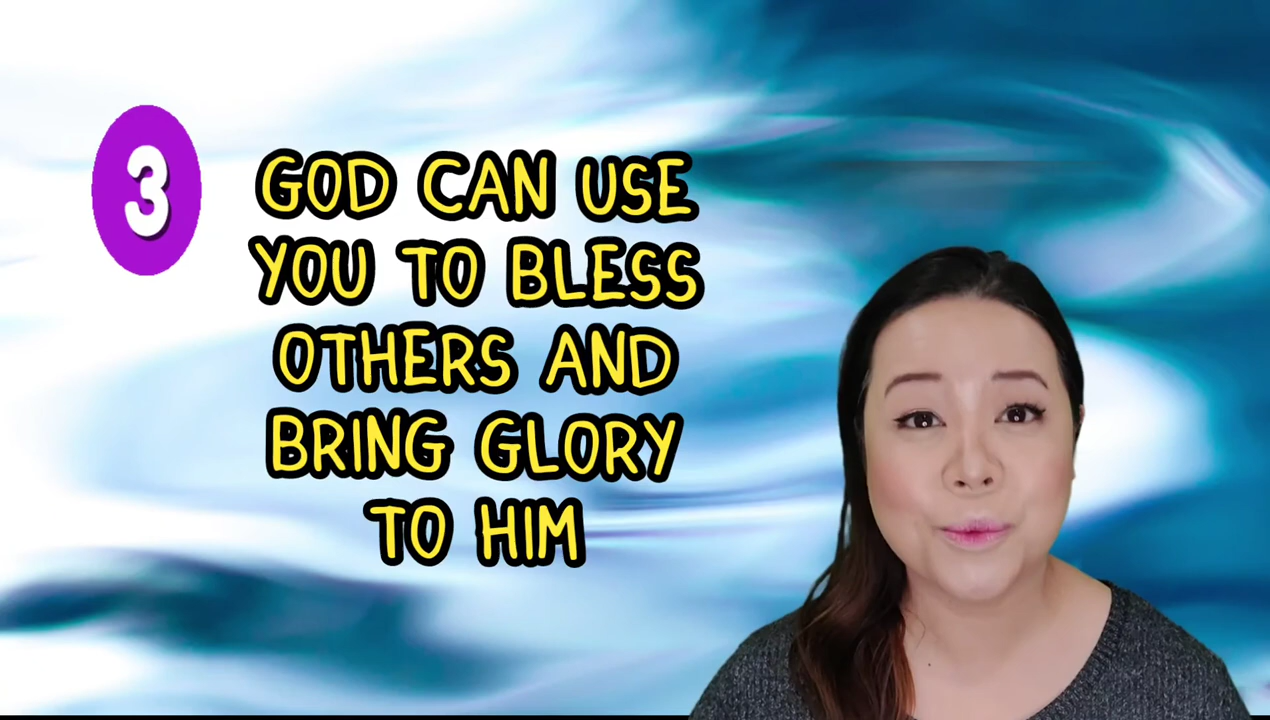 3
GOD CAN USE
YOU TO BLESS
OTHERS AND
BRING GLORY
TO HIM